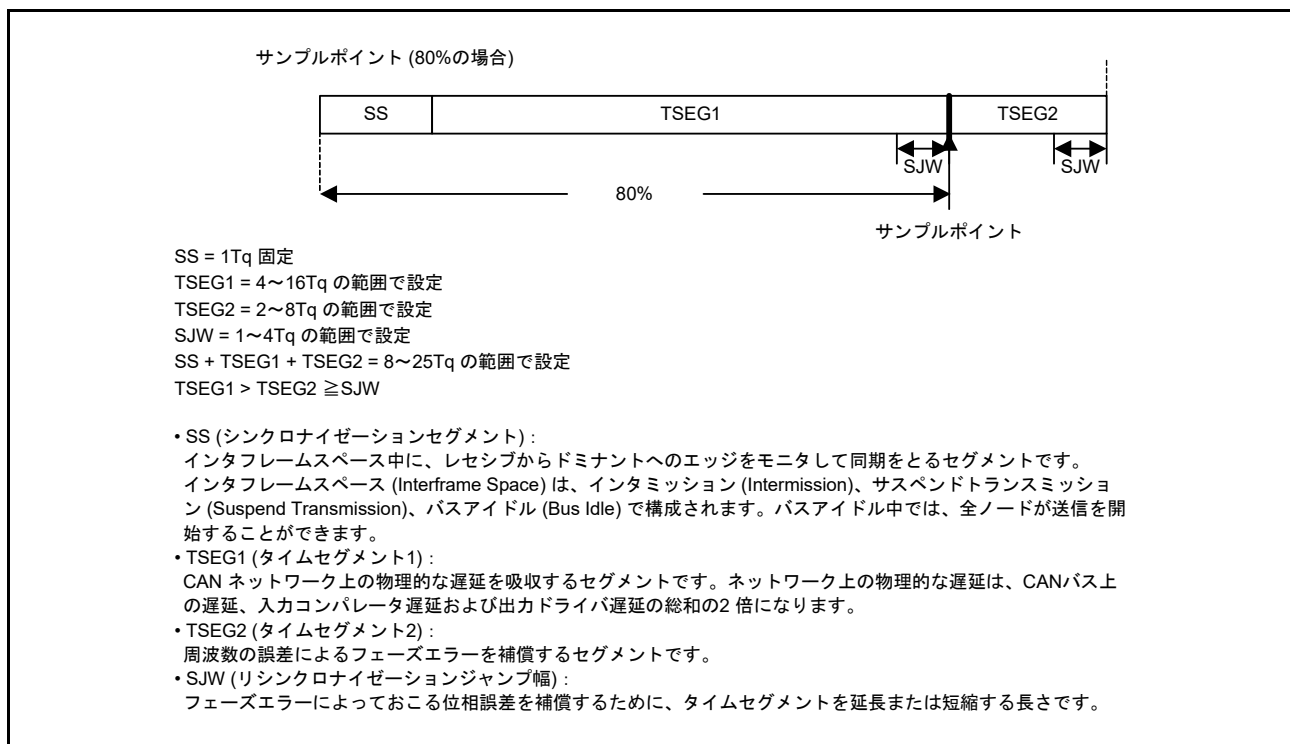 サンプルポイント (80%の場合)
SS
TSEG1
TSEG2
SJW
SJW
80%
サンプルポイント
SS = 1Tq 固定
TSEG1 = 4～16Tq の範囲で設定
TSEG2 = 2～8Tq の範囲で設定
SJW = 1～4Tq の範囲で設定
SS + TSEG1 + TSEG2 = 8～25Tq の範囲で設定
TSEG1 > TSEG2 ≧SJW
• SS (シンクロナイゼーションセグメント) :
インタフレームスペース中に、レセシブからドミナントへのエッジをモニタして同期をとるセグメントです。
インタフレームスペース (Interframe Space) は、インタミッション (Intermission)、サスペンドトランスミッショ
ン (Suspend Transmission)、バスアイドル (Bus Idle) で構成されます。バスアイドル中では、全ノードが送信を開
始することができます。
• TSEG1 (タイムセグメント1) :
CAN ネットワーク上の物理的な遅延を吸収するセグメントです。ネットワーク上の物理的な遅延は、CANバス上
の遅延、入力コンパレータ遅延および出力ドライバ遅延の総和の2 倍になります。
• TSEG2 (タイムセグメント2) :
周波数の誤差によるフェーズエラーを補償するセグメントです。
• SJW (リシンクロナイゼーションジャンプ幅) :
フェーズエラーによっておこる位相誤差を補償するために、タイムセグメントを延長または短縮する長さです。